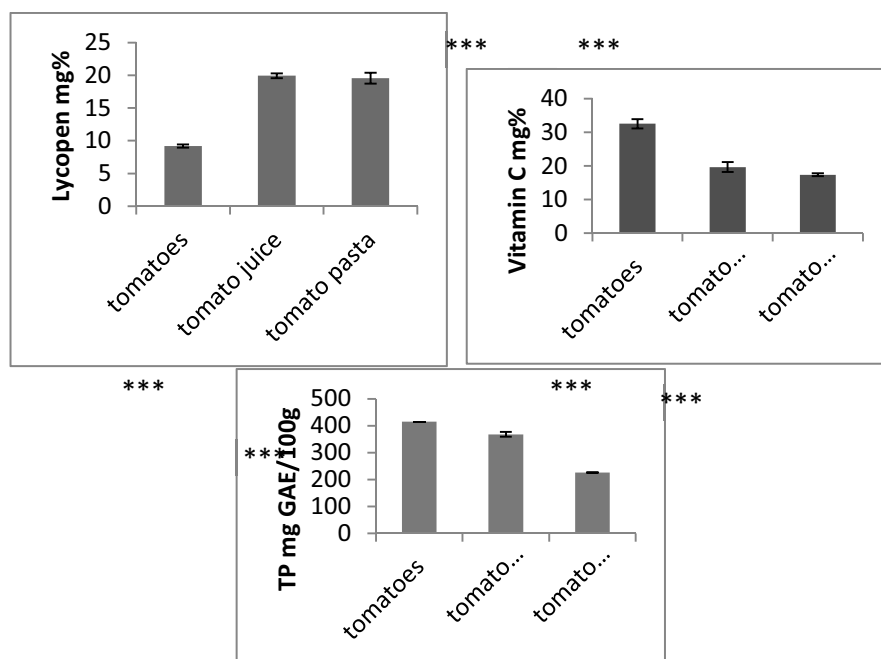 Lycopen mg%
25
20
15
10
5
0
tomatoes
tomato juice
tomato pasta
*** ***
Vitamin C mg%
40
30
20
10
0
tomatoes
tomato...
tomato...
*** *** ***
***
TP mg GAE/100g
500
400
300
200
100
0
tomatoes
tomato...
tomato...